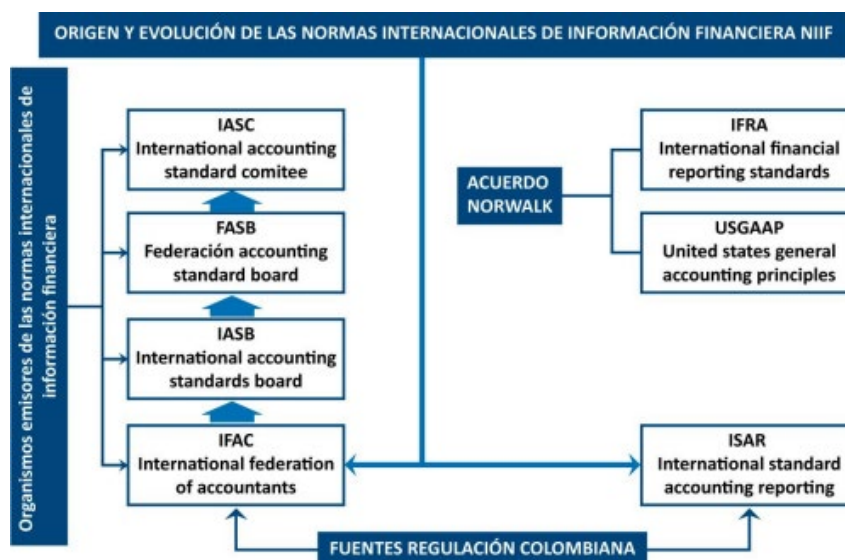 ORIGEN Y EVOLUCIÓN DE LAS NORMAS INTERNACIONALES DE INFORMACIÓN FINANCIERA NIIF
Organismos emisores de las normas internacionales de
información financiera
IASC
International accounting
standard comitee
FASB
Federación accounting
standard board
IASB
International accounting
standards board
IFAC
International federation
of accountants
ACUERDO
NORWALK
IFRA
International financial
reporting standards
USGAAP
United states general
accounting principles
ISAR
International standard
accounting reporting
FUENTES REGULACIÓN COLOMBIANA